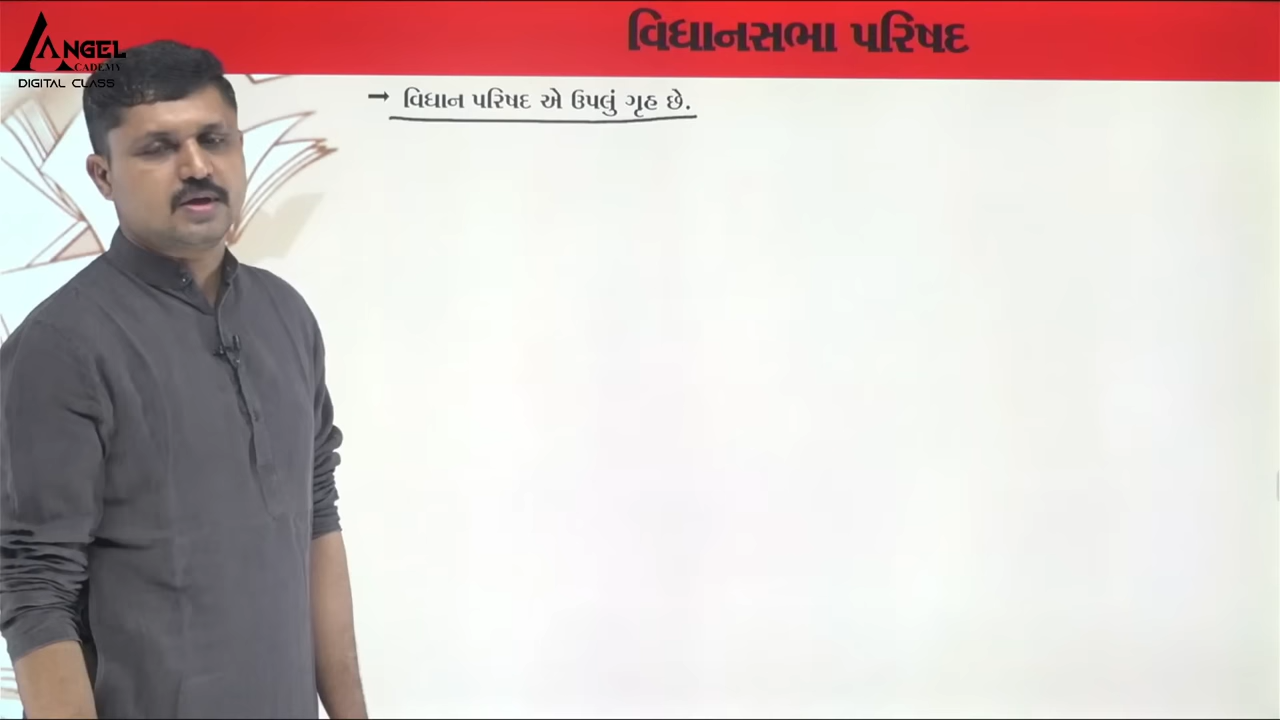 ANGEL
ACADEMY
DIGITAL CLASS
વિધાનસભા પરિષદ
→ વિધાન પરિષદ એ ઉપલું ગૃહ છે.